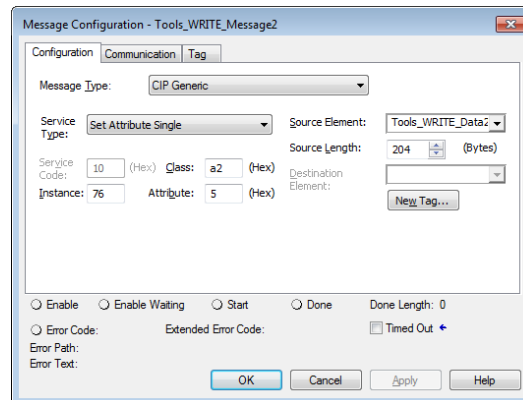 Message Configuration - Tools_WRITE_Message2
Configuration Communication Tag
Message Type: CIP Generic
Service Type: Set Attribute Single
Source Element: Tools_WRITE_Data2
Source Length: 204 (Bytes)
Service Code: 10 (Hex) Class: a2 (Hex)
Destination Element:
Instance: 76 Attribute: 5 (Hex)
New Tag...
Enable Enable Waiting Start Done Done Length: 0
Error Code: Extended Error Code: Timed Out
Error Path:
Error Text:
OK Cancel Apply Help